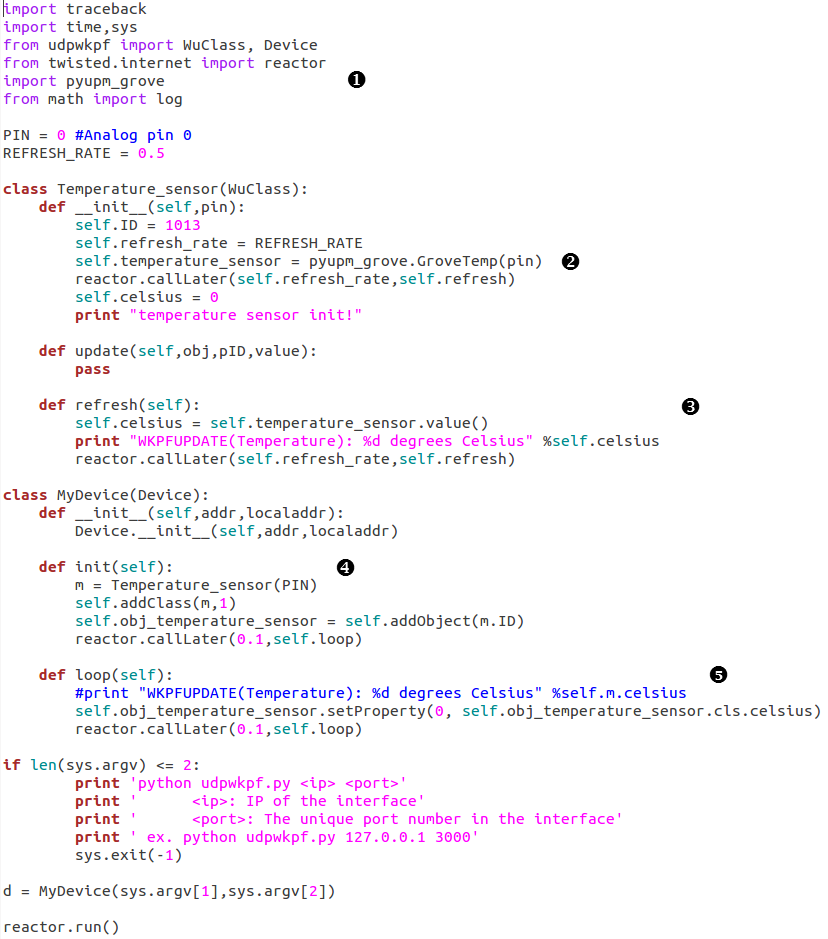 import traceback
import time,sys
from udpwkpf import WuClass, Device
from twisted.internet import reactor
import pyupm_grove ❶
from math import log

PIN = 0 #Analog pin 0
REFRESH_RATE = 0.5

class Temperature_sensor(WuClass):
    def __init__(self,pin):
        self.ID = 1013
        self.refresh_rate = REFRESH_RATE
        self.temperature_sensor = pyupm_grove.GroveTemp(pin) ❷
        reactor.callLater(self.refresh_rate,self.refresh)
        self.celsius = 0
        print "temperature sensor init!"

    def update(self,obj,pID,value):
        pass

    def refresh(self): ❸
        self.celsius = self.temperature_sensor.value()
        print "WKPFUPDATE(Temperature): %d degrees Celsius" %self.celsius
        reactor.callLater(self.refresh_rate,self.refresh)

class MyDevice(Device):
    def __init__(self,addr,localaddr):
        Device.__init__(self,addr,localaddr)

    def init(self): ❹
        m = Temperature_sensor(PIN)
        self.addClass(m,1)
        self.obj_temperature_sensor = self.addObject(m.ID)
        reactor.callLater(0.1,self.loop)

    def loop(self): ❺
        #print "WKPFUPDATE(Temperature): %d degrees Celsius" %self.m.celsius
        self.obj_temperature_sensor.setProperty(0, self.obj_temperature_sensor.cls.celsius)
        reactor.callLater(0.1,self.loop)

if len(sys.argv) <= 2:
        print 'python udpwkpf.py <ip> <port>'
        print '      <ip>: IP of the interface'
        print '      <port>: The unique port number in the interface'
        print ' ex. python udpwkpf.py 127.0.0.1 3000'
        sys.exit(-1)

d = MyDevice(sys.argv[1],sys.argv[2])

reactor.run()